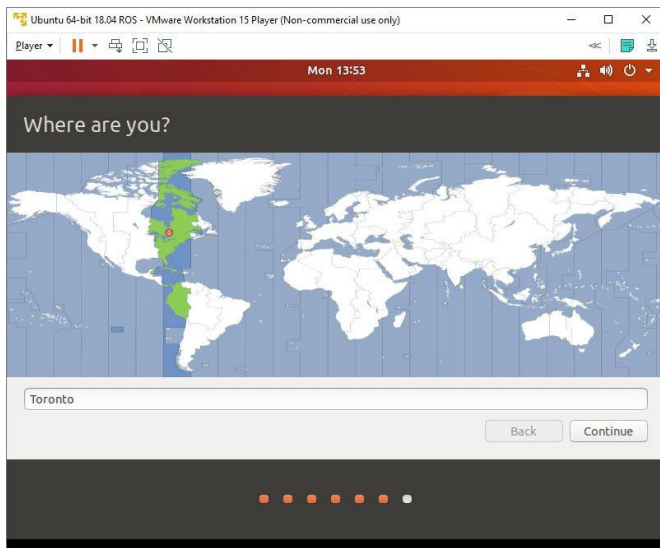 Ubuntu 64-bit 18.04 ROS - VMware Workstation 15 Player (Non-commercial use only)
Player
Mon 13:53
Where are you?
Toronto
Back
Continue